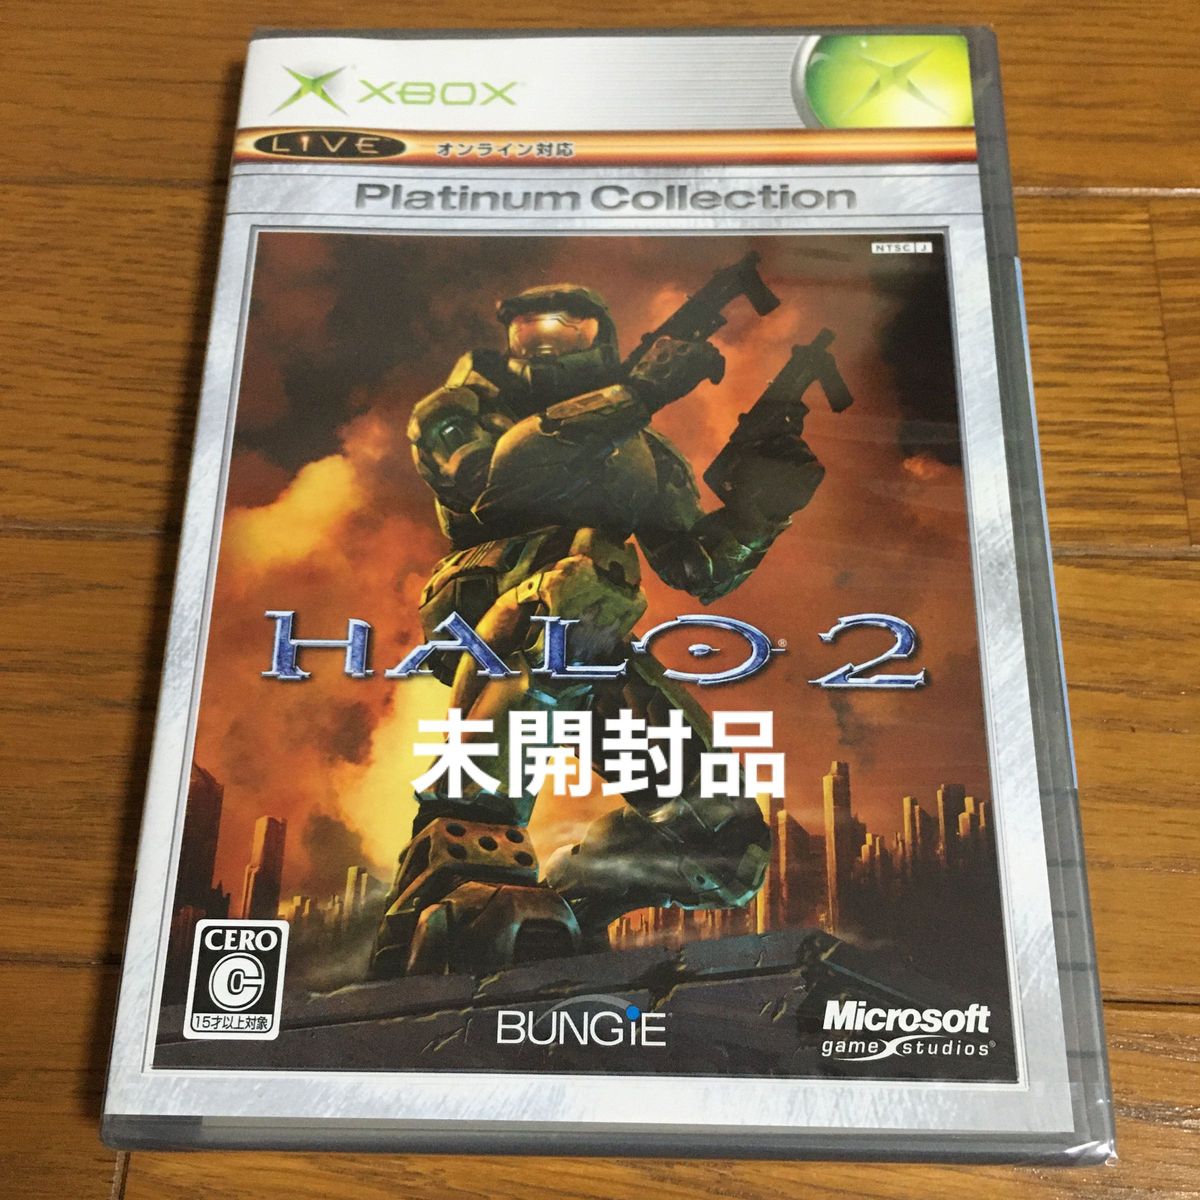 XBOX
LIVE オンライン対応
Platinum Collection
NTSC J
HALO® 2
未開封品
CERO
C
15才以上対象
BUNGiE
Microsoft
game studios®